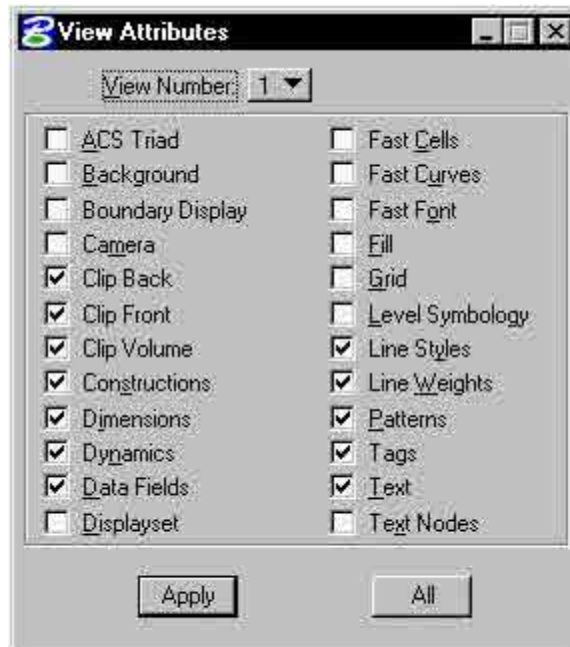 View Attributes
View Number: 1
ACS Triad
Background
Boundary Display
Camera
Clip Back
Clip Front
Clip Volume
Constructions
Dimensions
Dynamics
Data Fields
Displayset
Fast Cells
Fast Curves
Fast Font
Fill
Grid
Level Symbology
Line Styles
Line Weights
Patterns
Tags
Text
Text Nodes
Apply
All